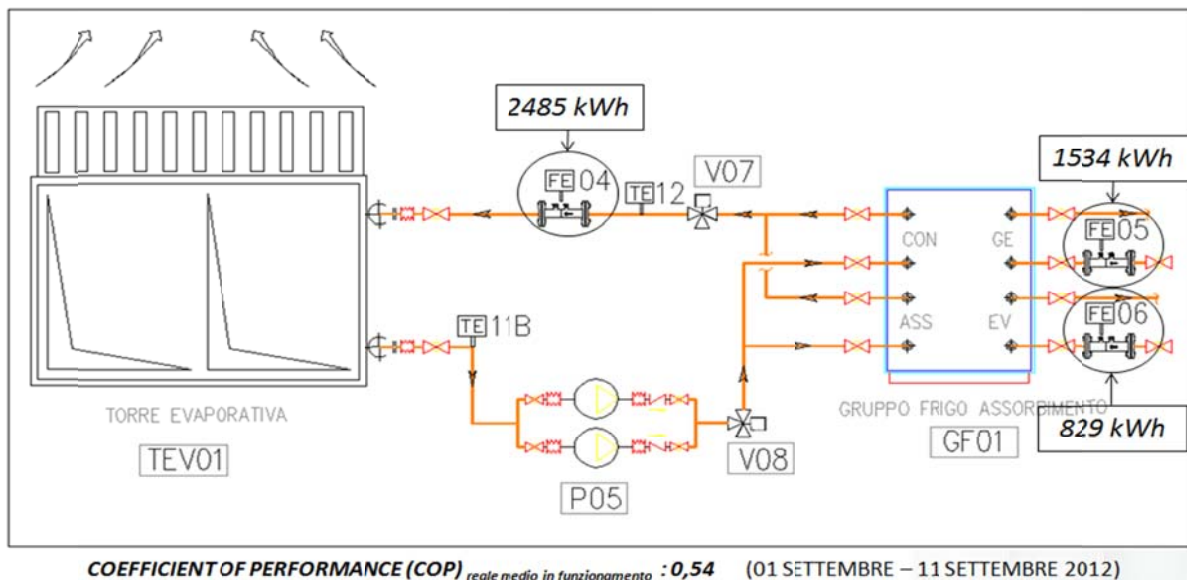 2485 kWh
1534 kWh
FE 04
TE 12
V07
CON
GE
FE 05
ASS
EV
FE 06
TE 11B
TORRE EVAPORATIVA
TEV01
P05
V08
GRUPPO FRIGO ASSORBIMENTO
GF01
829 kWh
COEFFICIENT OF PERFORMANCE (COP) reale medio in funzionamento : 0,54 (01 SETTEMBRE – 11 SETTEMBRE 2012)